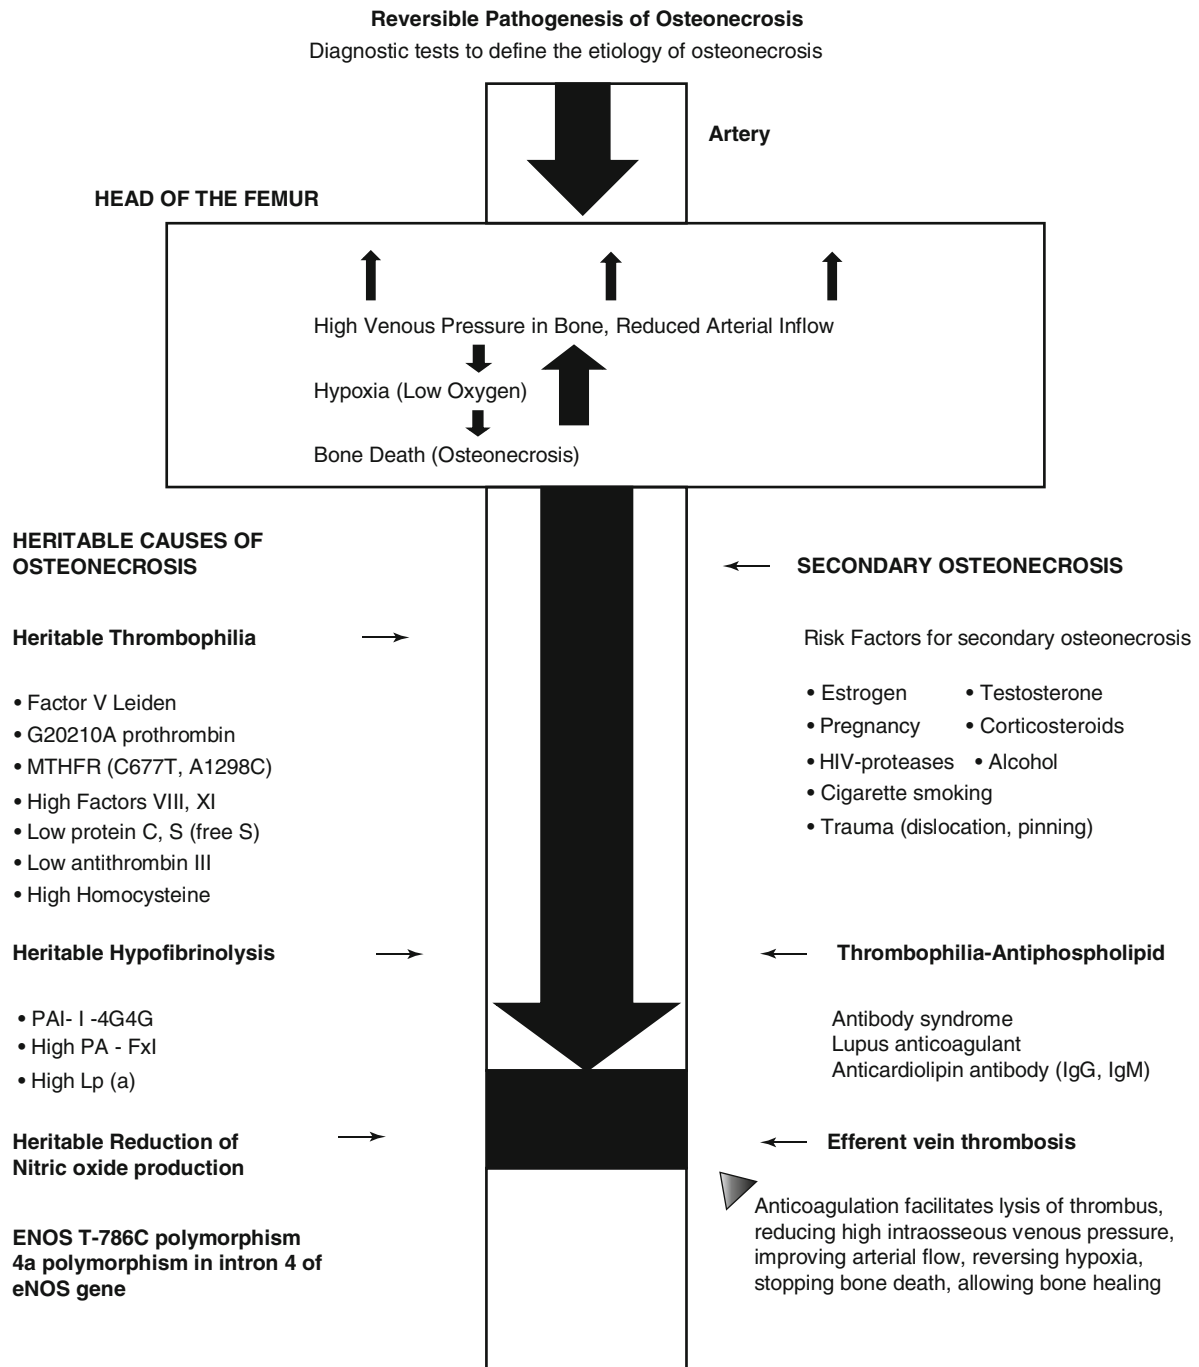 Reversible Pathogenesis of Osteonecrosis
Diagnostic tests to define the etiology of osteonecrosis
Artery
HEAD OF THE FEMUR
High Venous Pressure in Bone, Reduced Arterial Inflow
Hypoxia (Low Oxygen)
Bone Death (Osteonecrosis)
HERITABLE CAUSES OF
OSTEONECROSIS
Heritable Thrombophilia
• Factor V Leiden
• G20210A prothrombin
• MTHFR (C677T, A1298C)
• High Factors VIII, XI
• Low protein C, S (free S)
• Low antithrombin III
• High Homocysteine
Heritable Hypofibrinolysis
• PAI- I -4G4G
• High PA - FxI
• High Lp (a)
Heritable Reduction of
Nitric oxide production
ENOS T-786C polymorphism
4a polymorphism in intron 4 of
eNOS gene
SECONDARY OSTEONECROSIS
Risk Factors for secondary osteonecrosis
• Estrogen • Testosterone
• Pregnancy • Corticosteroids
• HIV-proteases • Alcohol
• Cigarette smoking
• Trauma (dislocation, pinning)
Thrombophilia-Antiphospholipid
Antibody syndrome
Lupus anticoagulant
Anticardiolipin antibody (IgG, IgM)
Efferent vein thrombosis
Anticoagulation facilitates lysis of thrombus,
reducing high intraosseous venous pressure,
improving arterial flow, reversing hypoxia,
stopping bone death, allowing bone healing